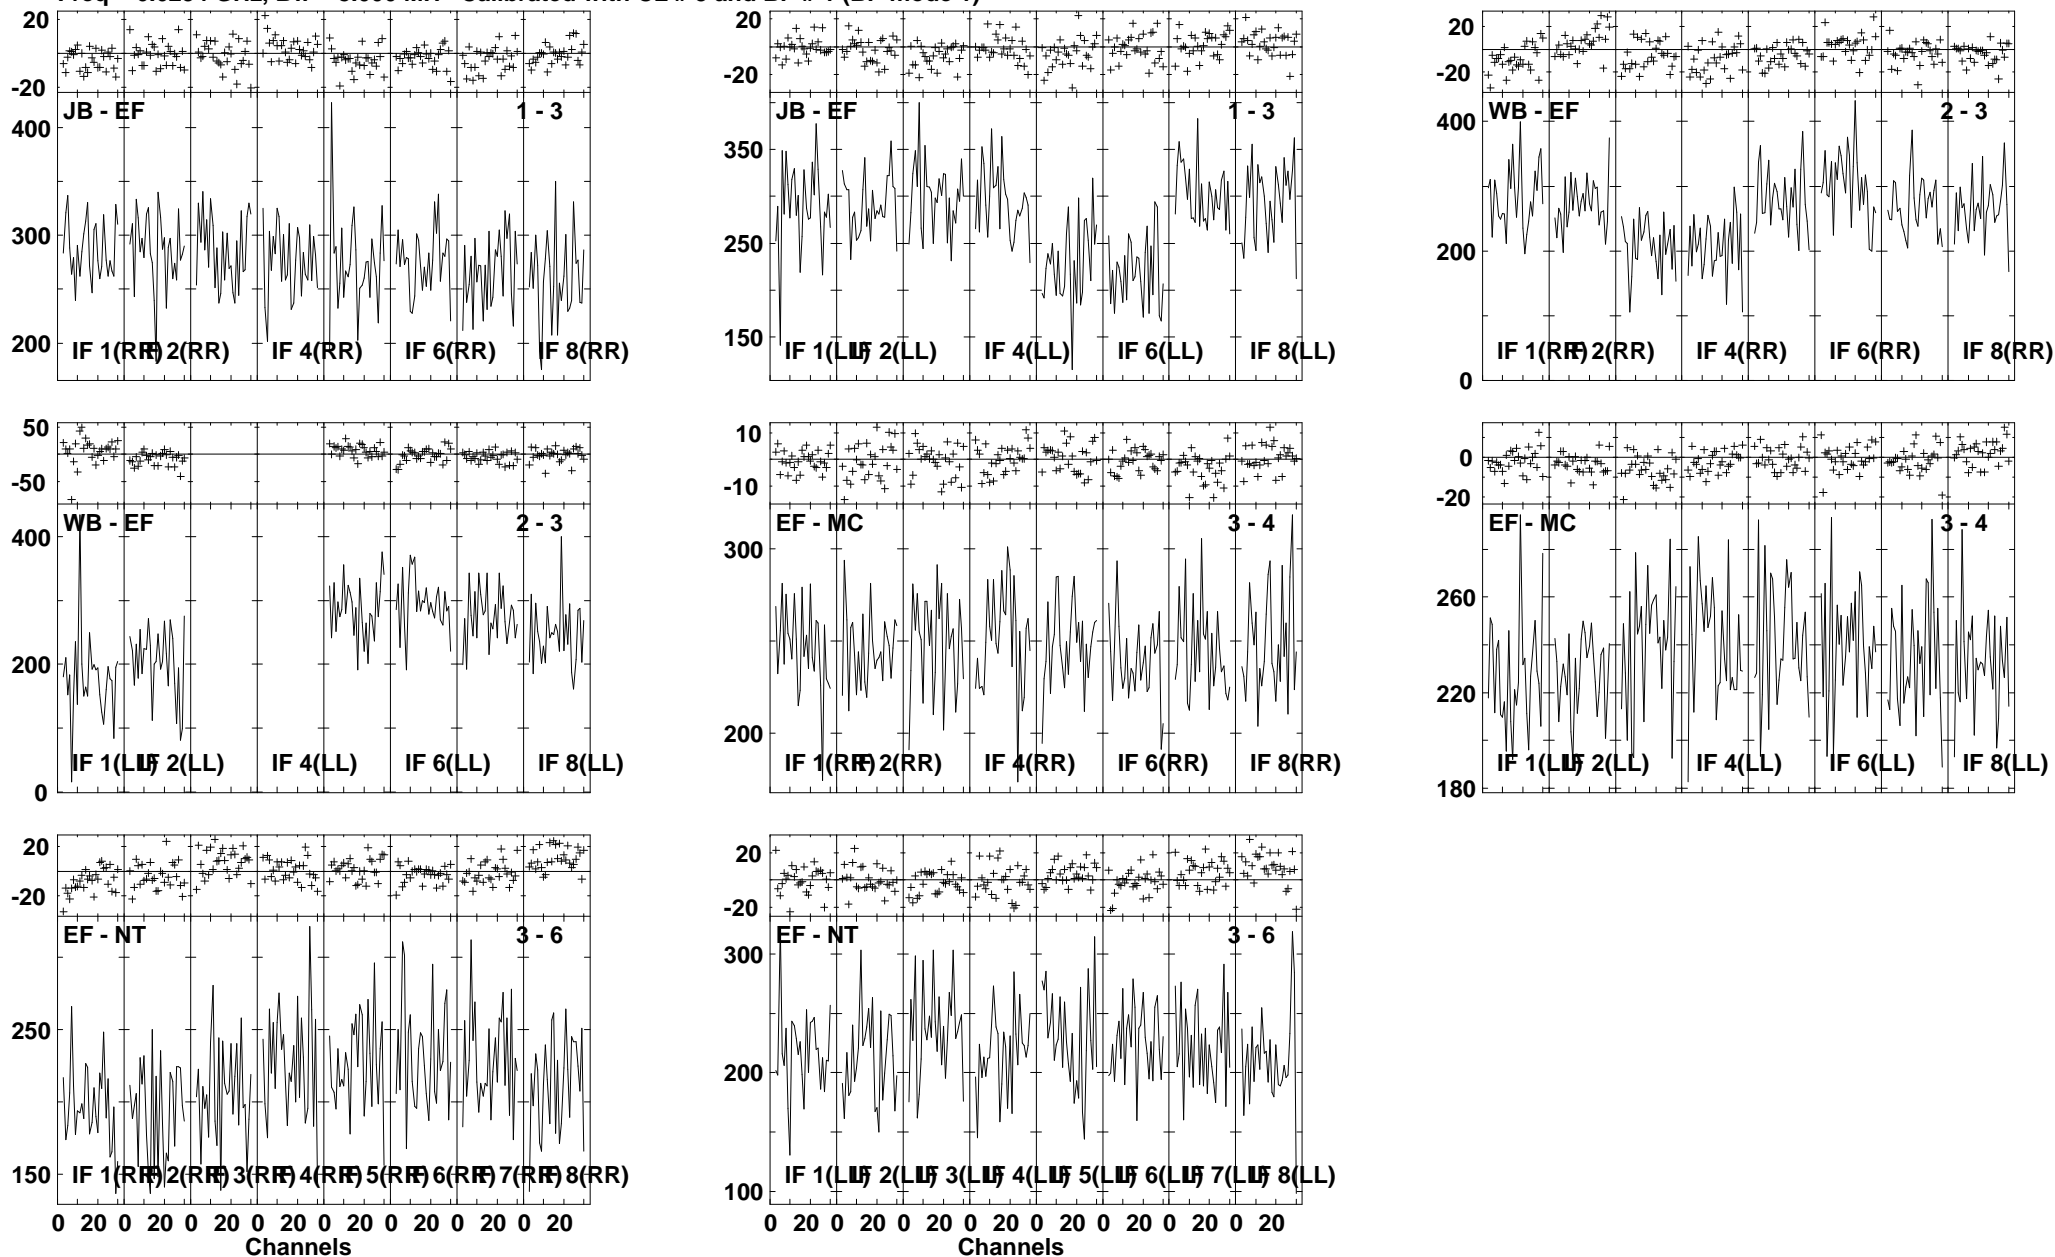 20 20 20
-20 -20 -20
JB - EF 1 - 3 JB - EF 1 - 3 WB - EF 2 - 3
400 350 400
300 250 200
200 150 0
IF 1(RR) IF 2(RR) IF 4(RR) IF 6(RR) IF 8(RR) IF 1(LL) IF 2(LL) IF 4(LL) IF 6(LL) IF 8(LL) IF 1(RR) IF 2(RR) IF 4(RR) IF 6(RR) IF 8(RR)
50 10 0
-50 -10 -20
WB - EF 2 - 3 EF - MC 3 - 4 EF - MC 3 - 4
400 300 260
200 200 220
0 180
IF 1(LL) IF 2(LL) IF 4(LL) IF 6(LL) IF 8(LL) IF 1(RR) IF 2(RR) IF 4(RR) IF 6(RR) IF 8(RR) IF 1(LL) IF 2(LL) IF 4(LL) IF 6(LL) IF 8(LL)
20 20
-20 -20
EF - NT 3 - 6 EF - NT 3 - 6
250 300
150 200
100
IF 1(RR) IF 2(RR) IF 3(RR) IF 4(RR) IF 5(RR) IF 6(RR) IF 7(RR) IF 8(RR) IF 1(LL) IF 2(LL) IF 3(LL) IF 4(LL) IF 5(LL) IF 6(LL) IF 7(LL) IF 8(LL)
0 20 0 20 0 20 0 20 0 20 0 20 0 20 0 20 0 20 0 20 0 20 0 20 0 20 0 20 0 20 0 20
Channels Channels